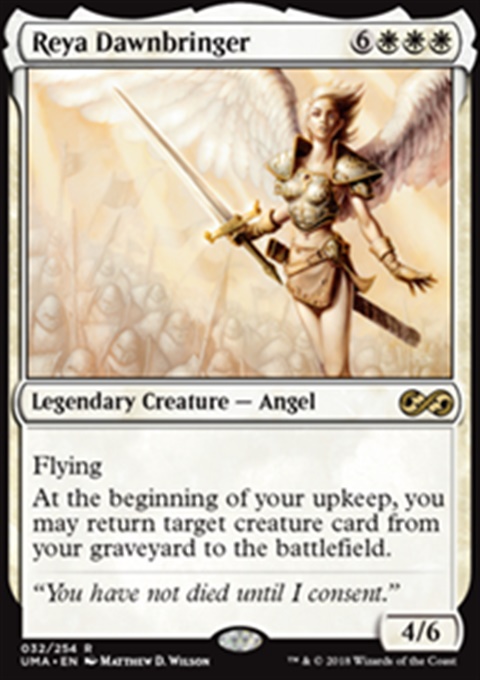 Reya Dawnbringer 6
Legendary Creature — Angel
Flying
At the beginning of your upkeep, you
may return target creature card from
your graveyard to the battlefield.
“You have not died until I consent.”
4/6
032/254 R
UMA • EN Matthew D. Wilson
™ & © 2018 Wizards of the Coast